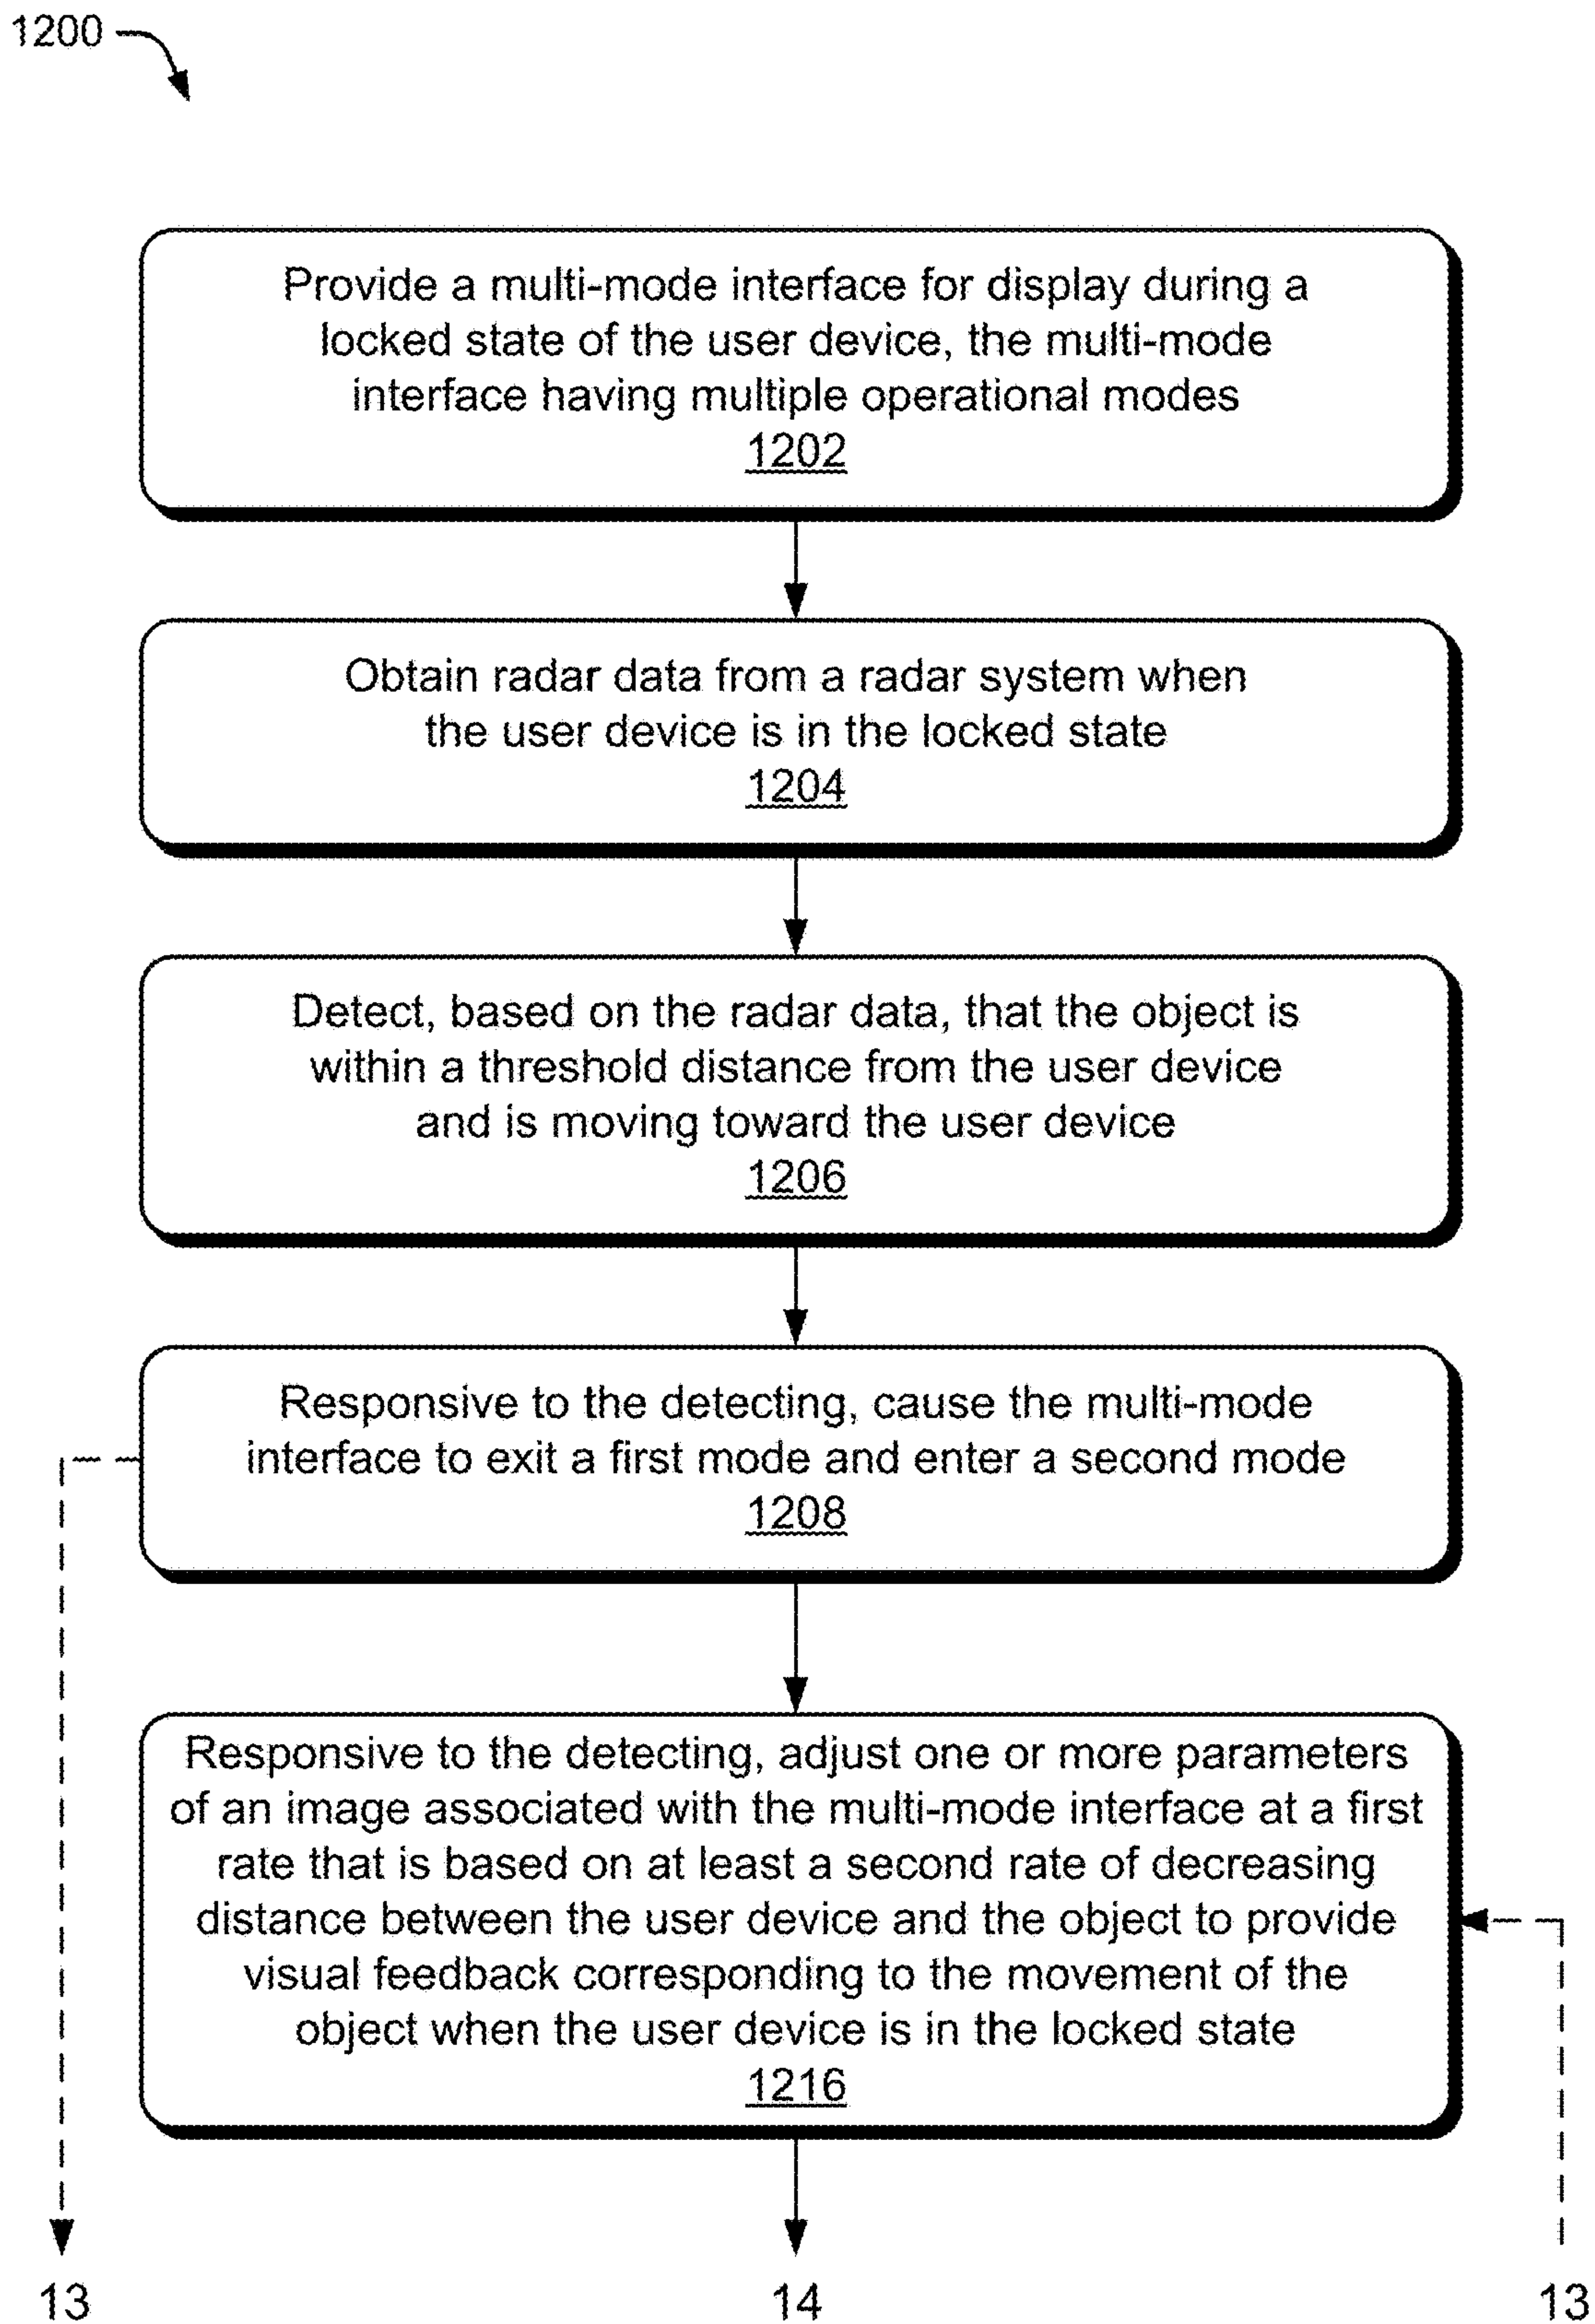 1200
Provide a multi-mode interface for display during a
locked state of the user device, the multi-mode
interface having multiple operational modes
1202
Obtain radar data from a radar system when
the user device is in the locked state
1204
Detect, based on the radar data, that the object is
within a threshold distance from the user device
and is moving toward the user device
1206
Responsive to the detecting, cause the multi-mode
interface to exit a first mode and enter a second mode
1208
Responsive to the detecting, adjust one or more parameters
of an image associated with the multi-mode interface at a first
rate that is based on at least a second rate of decreasing
distance between the user device and the object to provide
visual feedback corresponding to the movement of the
object when the user device is in the locked state
1216
13
14
13